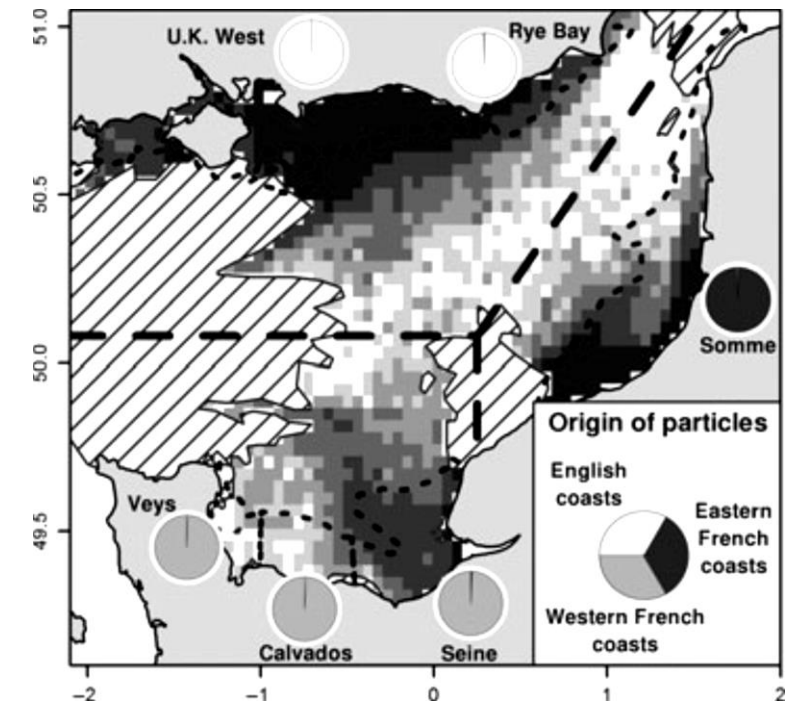 51.0
U.K. West
Rye Bay
50.5
50.0
Somme
Origin of particles
English
coasts
Eastern
French
coasts
Western French
coasts
Veys
49.5
Calvados
Seine
−2
−1
0
1
2